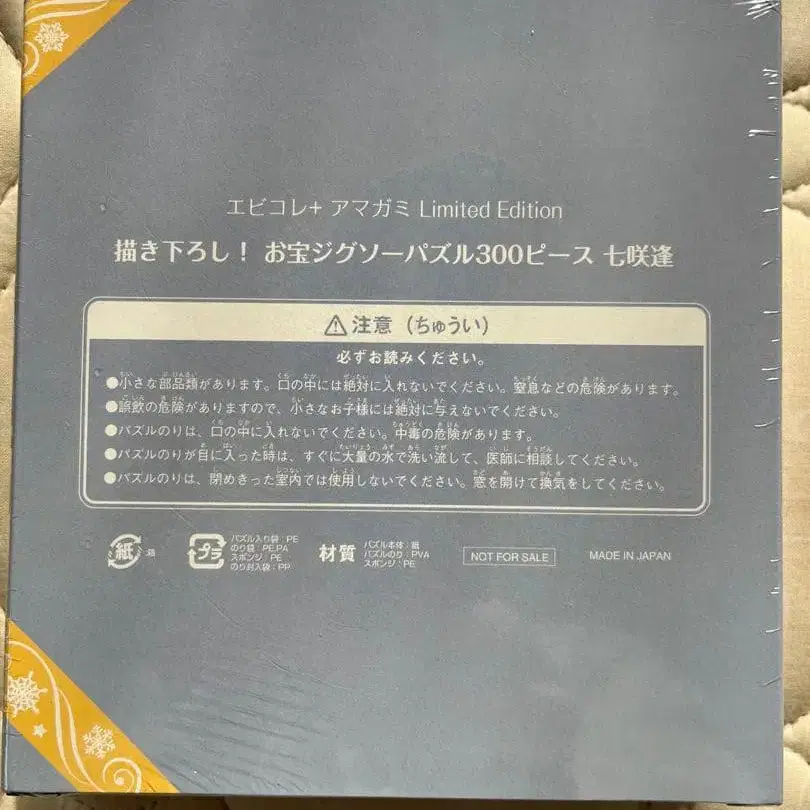 エビコレ+ アマガミ Limited Edition
描き下ろし! お宝ジグソーパズル300ピース 七咲逢
⚠注意(ちゅうい)
必ずお読みください。
●小さな部品類があります。口の中には絶対に入れないでください。窒息などの危険があります。
●誤飲の危険がありますので、小さなお子様には絶対に与えないでください。
●パズルのりは、口の中に入れないでください。中毒の危険があります。
●パズルのりが目に入った時は、すぐに大量の水で洗い流して、医師に相談してください。
●パズルのりは、閉めきった室内では使用しないでください。窓を開けて換気をしてください。
紙 :箱
プラ パズル入り袋:PE
のり袋:PE,PA
スポンジ:PE
のり封入袋:PP
材質 パズル本体:紙
パズルのり:PVA
スポンジ:PE
NOT FOR SALE
MADE IN JAPAN